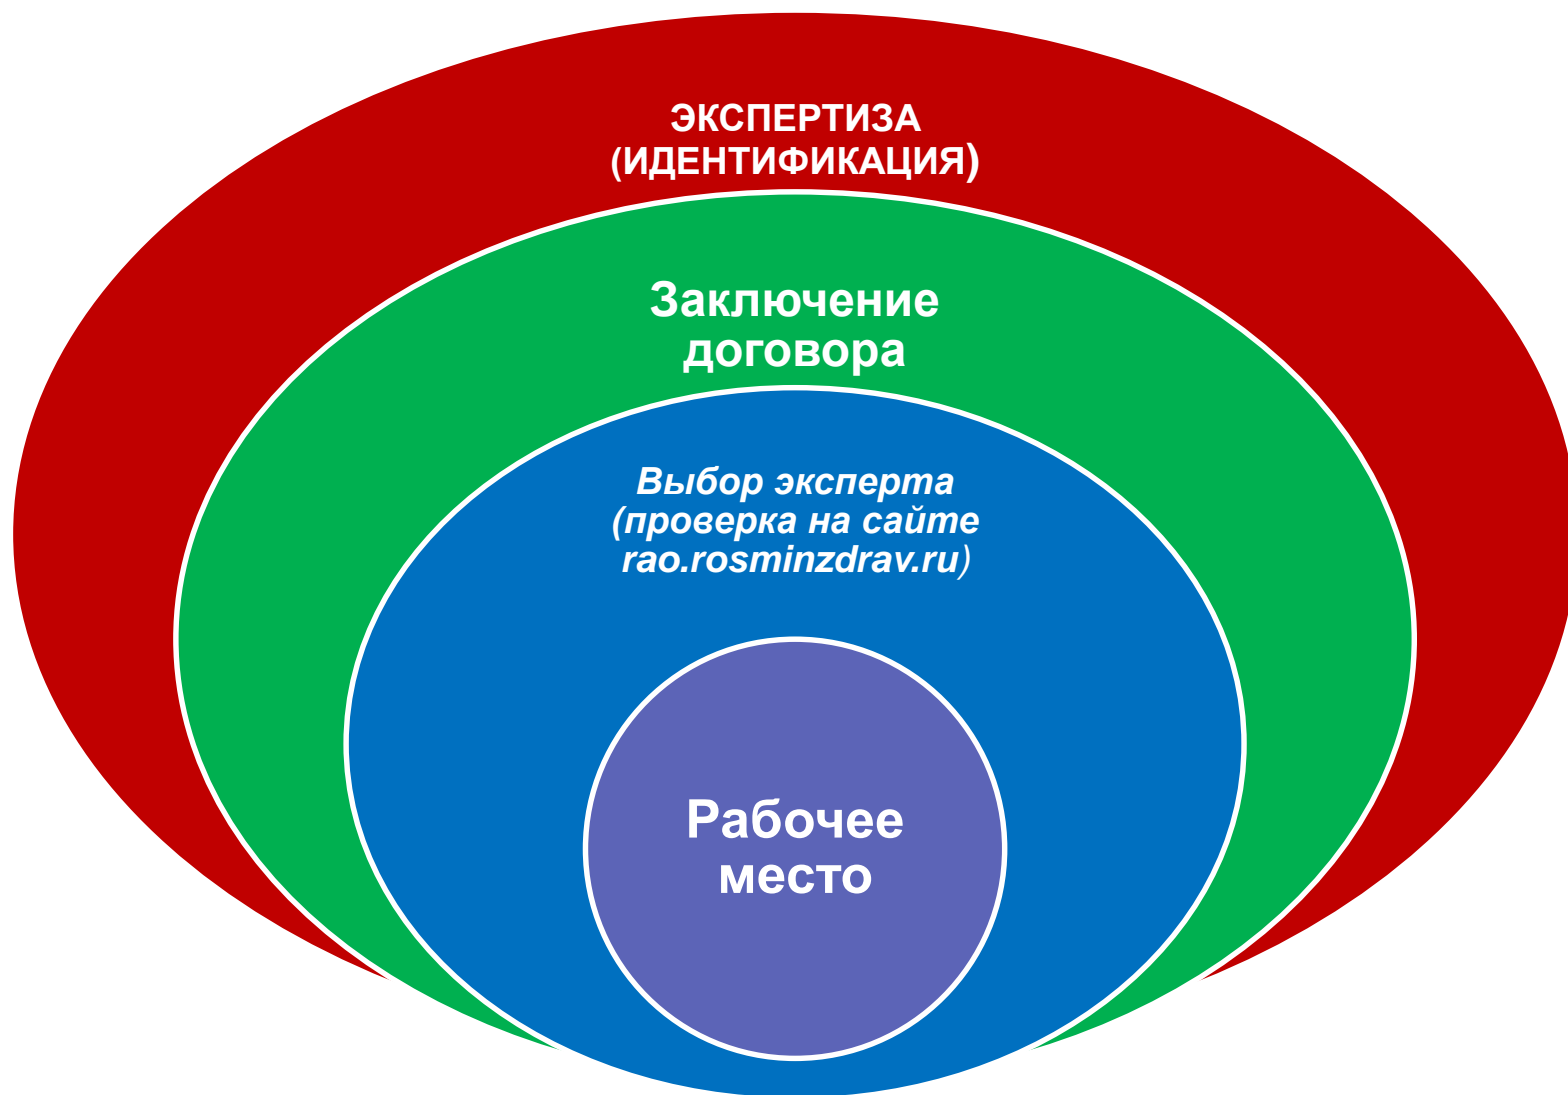 ЭКСПЕРТИЗА
(ИДЕНТИФИКАЦИЯ)
Заключение
договора
Выбор эксперта
(проверка на сайте
rao.rosminzdrav.ru)
Рабочее
место